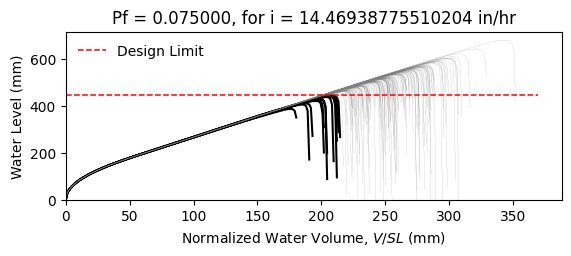 Pf = 0.075000, for i = 14.46938775510204 in/hr
Design Limit
Water Level (mm)
600
400
200
0
0 50 100 150 200 250 300 350
Normalized Water Volume, V/SL (mm)